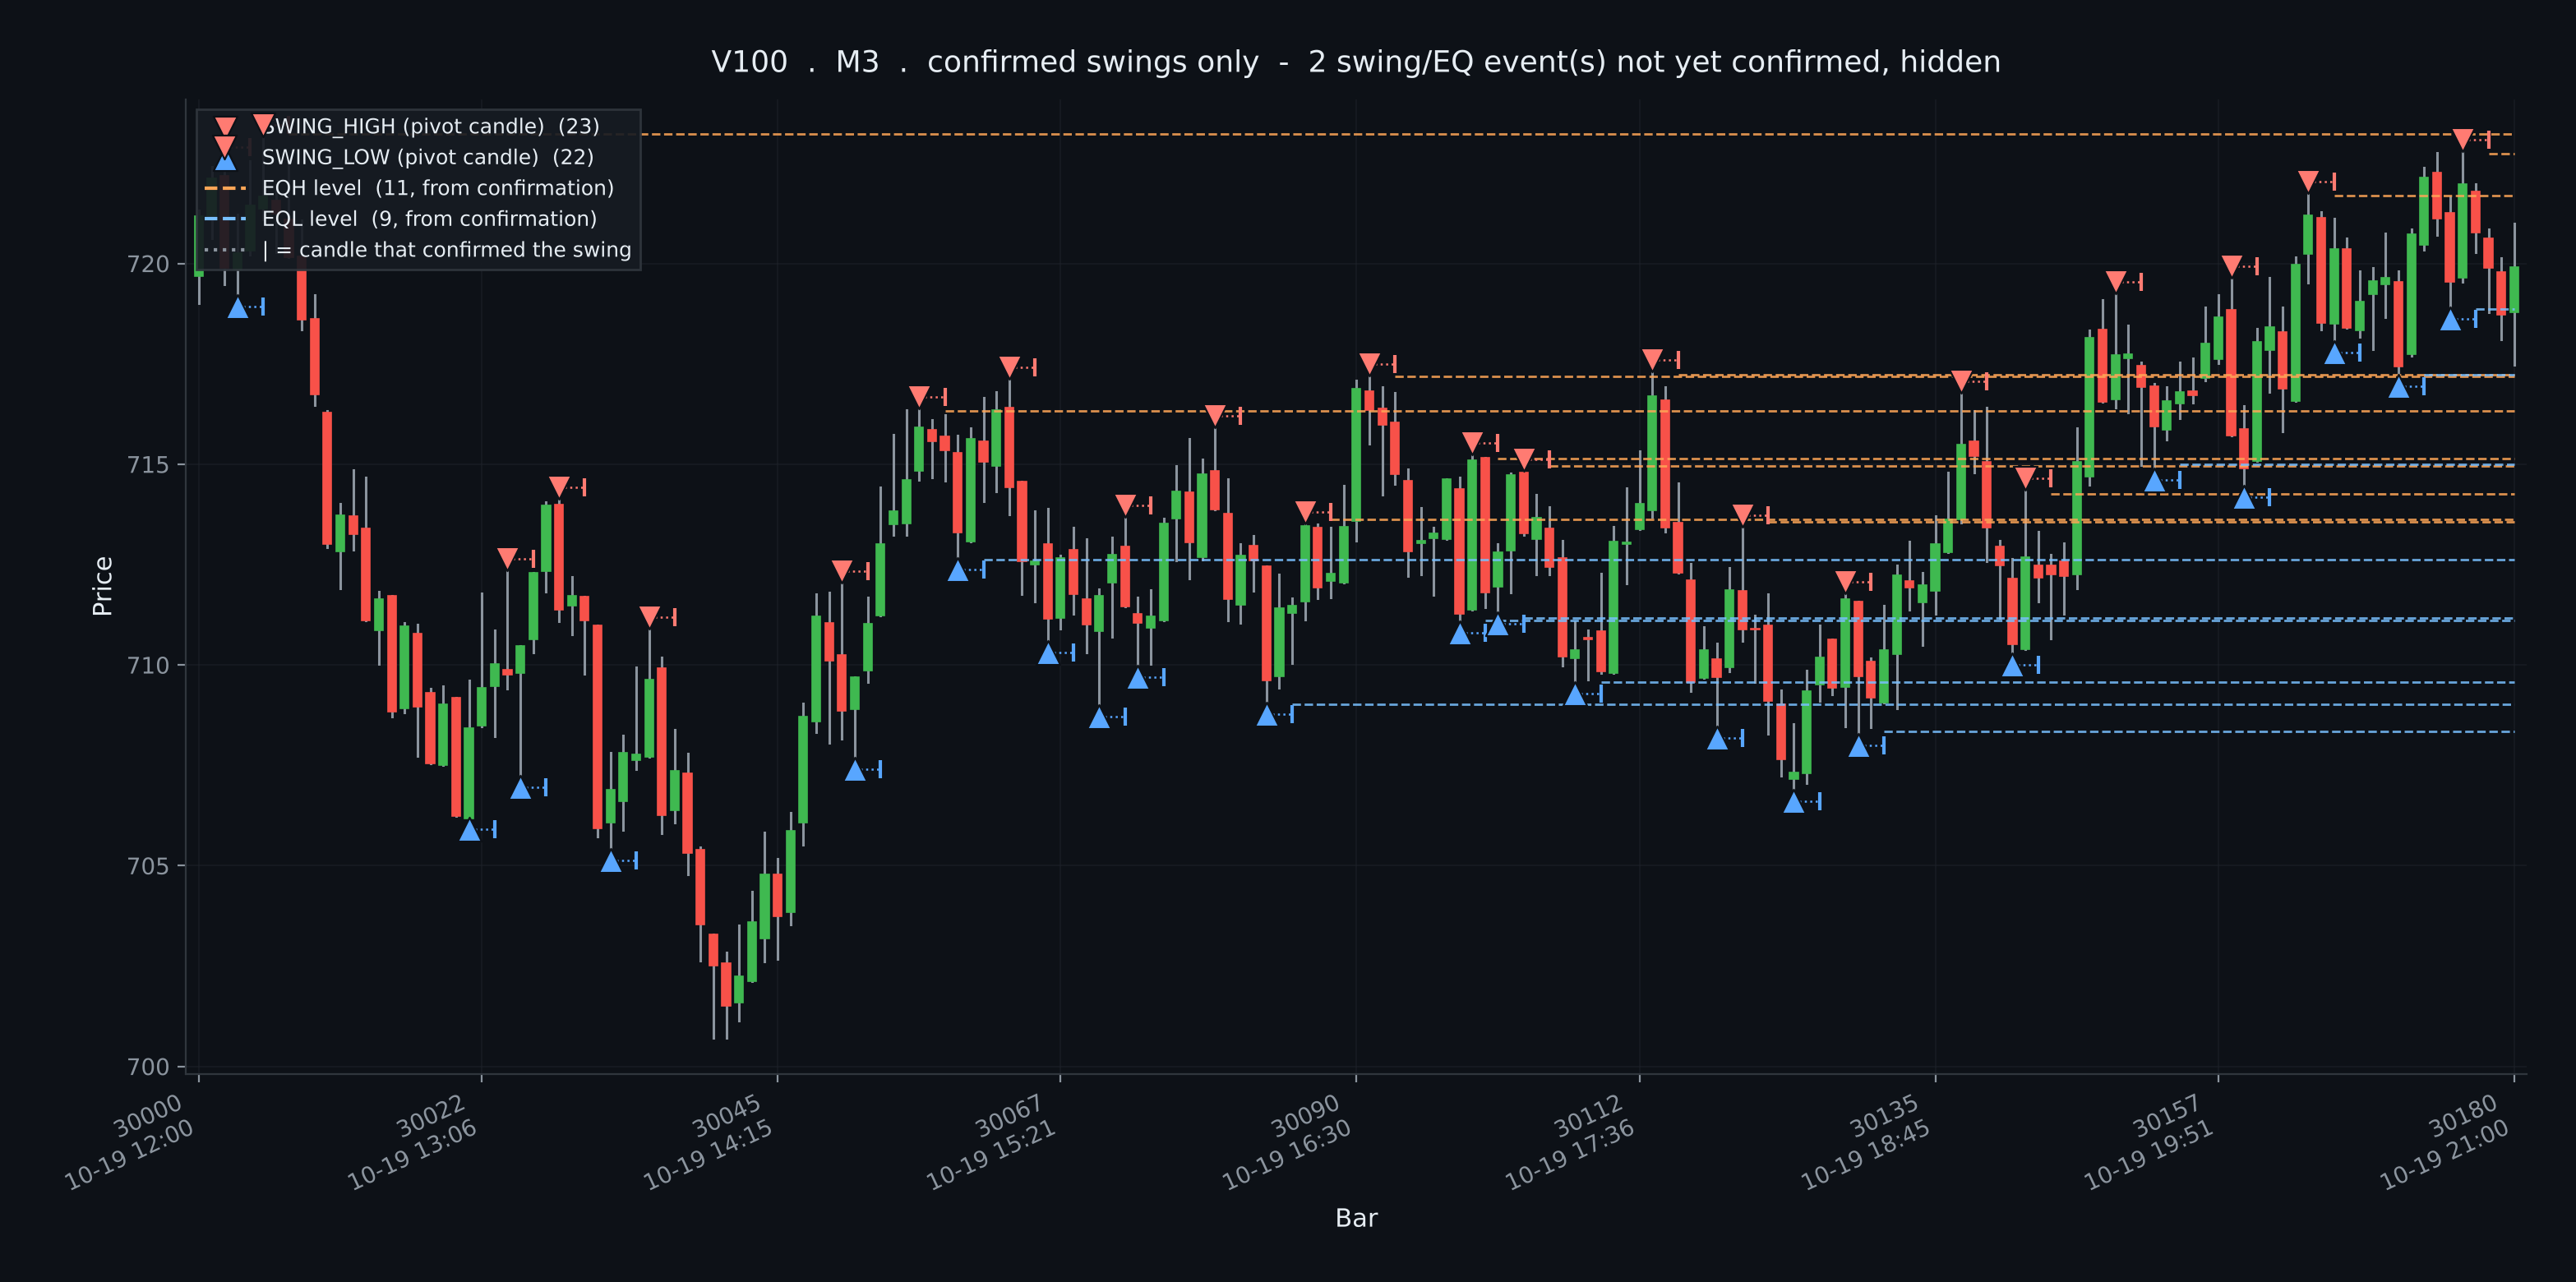 V100 . M3 . confirmed swings only - 2 swing/EQ event(s) not yet confirmed, hidden
SWING_HIGH (pivot candle) (23)
SWING_LOW (pivot candle) (22)
EQH level (11, from confirmation)
EQL level (9, from confirmation)
| = candle that confirmed the swing
Price
720
715
710
705
700
30000
10-19 12:00
30022
10-19 13:06
30045
10-19 14:15
30067
10-19 15:21
30090
10-19 16:30
30112
10-19 17:36
30135
10-19 18:45
30157
10-19 19:51
30180
10-19 21:00
Bar